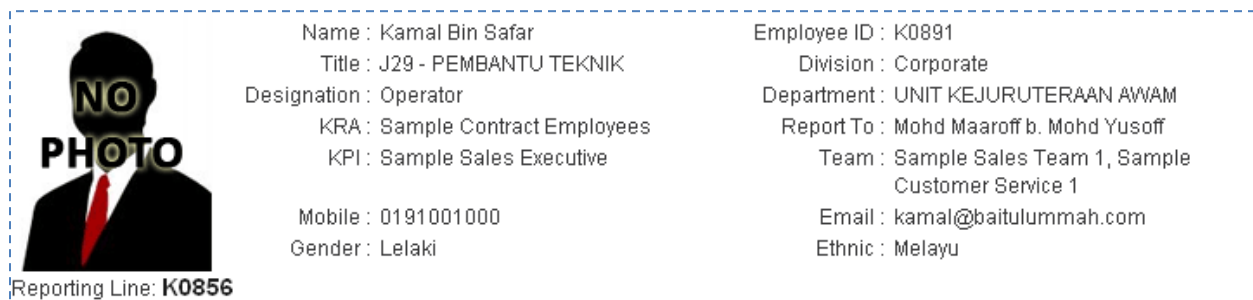 NO
PHOTO
Reporting Line: K0856
Name : Kamal Bin Safar
Title : J29 - PEMBANTU TEKNIK
Designation : Operator
KRA : Sample Contract Employees
KPI : Sample Sales Executive
Mobile : 0191001000
Gender : Lelaki
Employee ID : K0891
Division : Corporate
Department : UNIT KEJURUTERAAN AWAM
Report To : Mohd Maaroff b. Mohd Yusoff
Team : Sample Sales Team 1, Sample
Customer Service 1
Email : kamal@baitulummah.com
Ethnic : Melayu